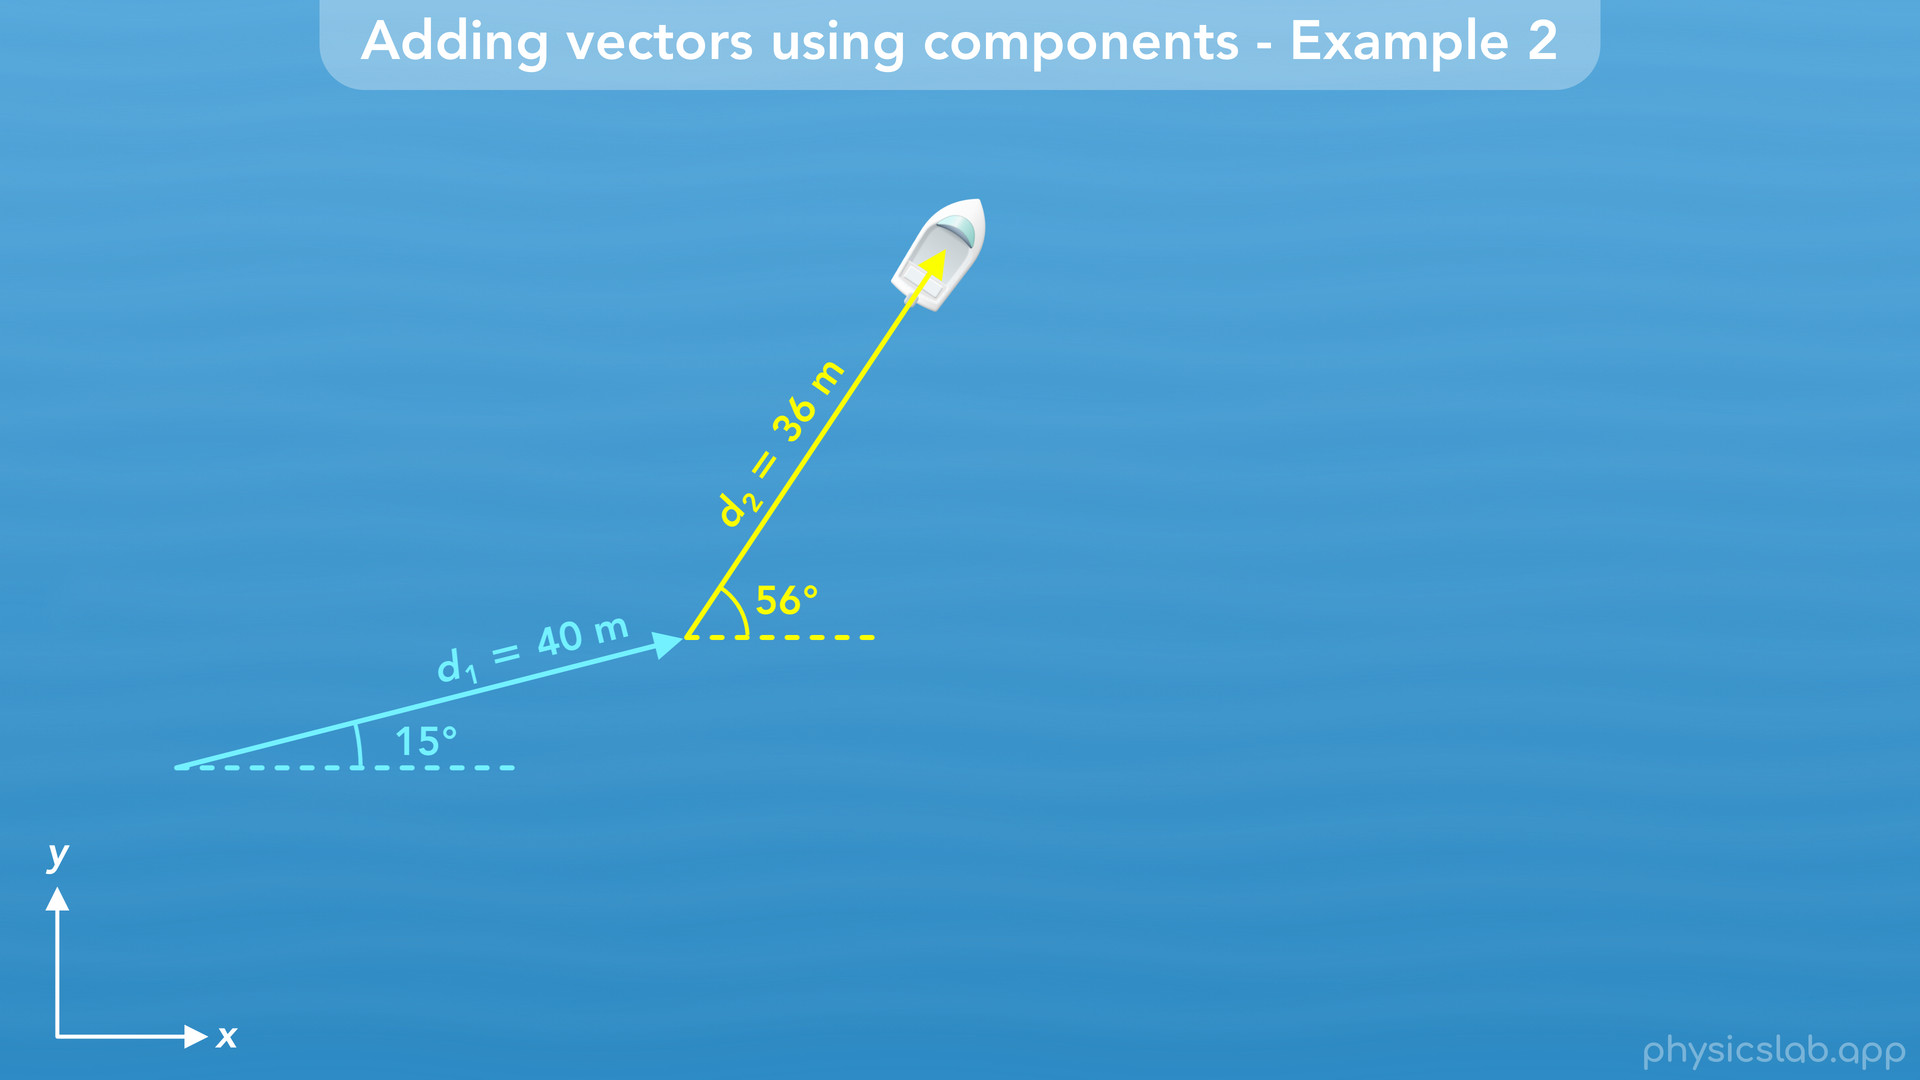 Adding vectors using components - Example 2
d₂ = 36 m
56°
d₁ = 40 m
15°
y
x
physicslab.app